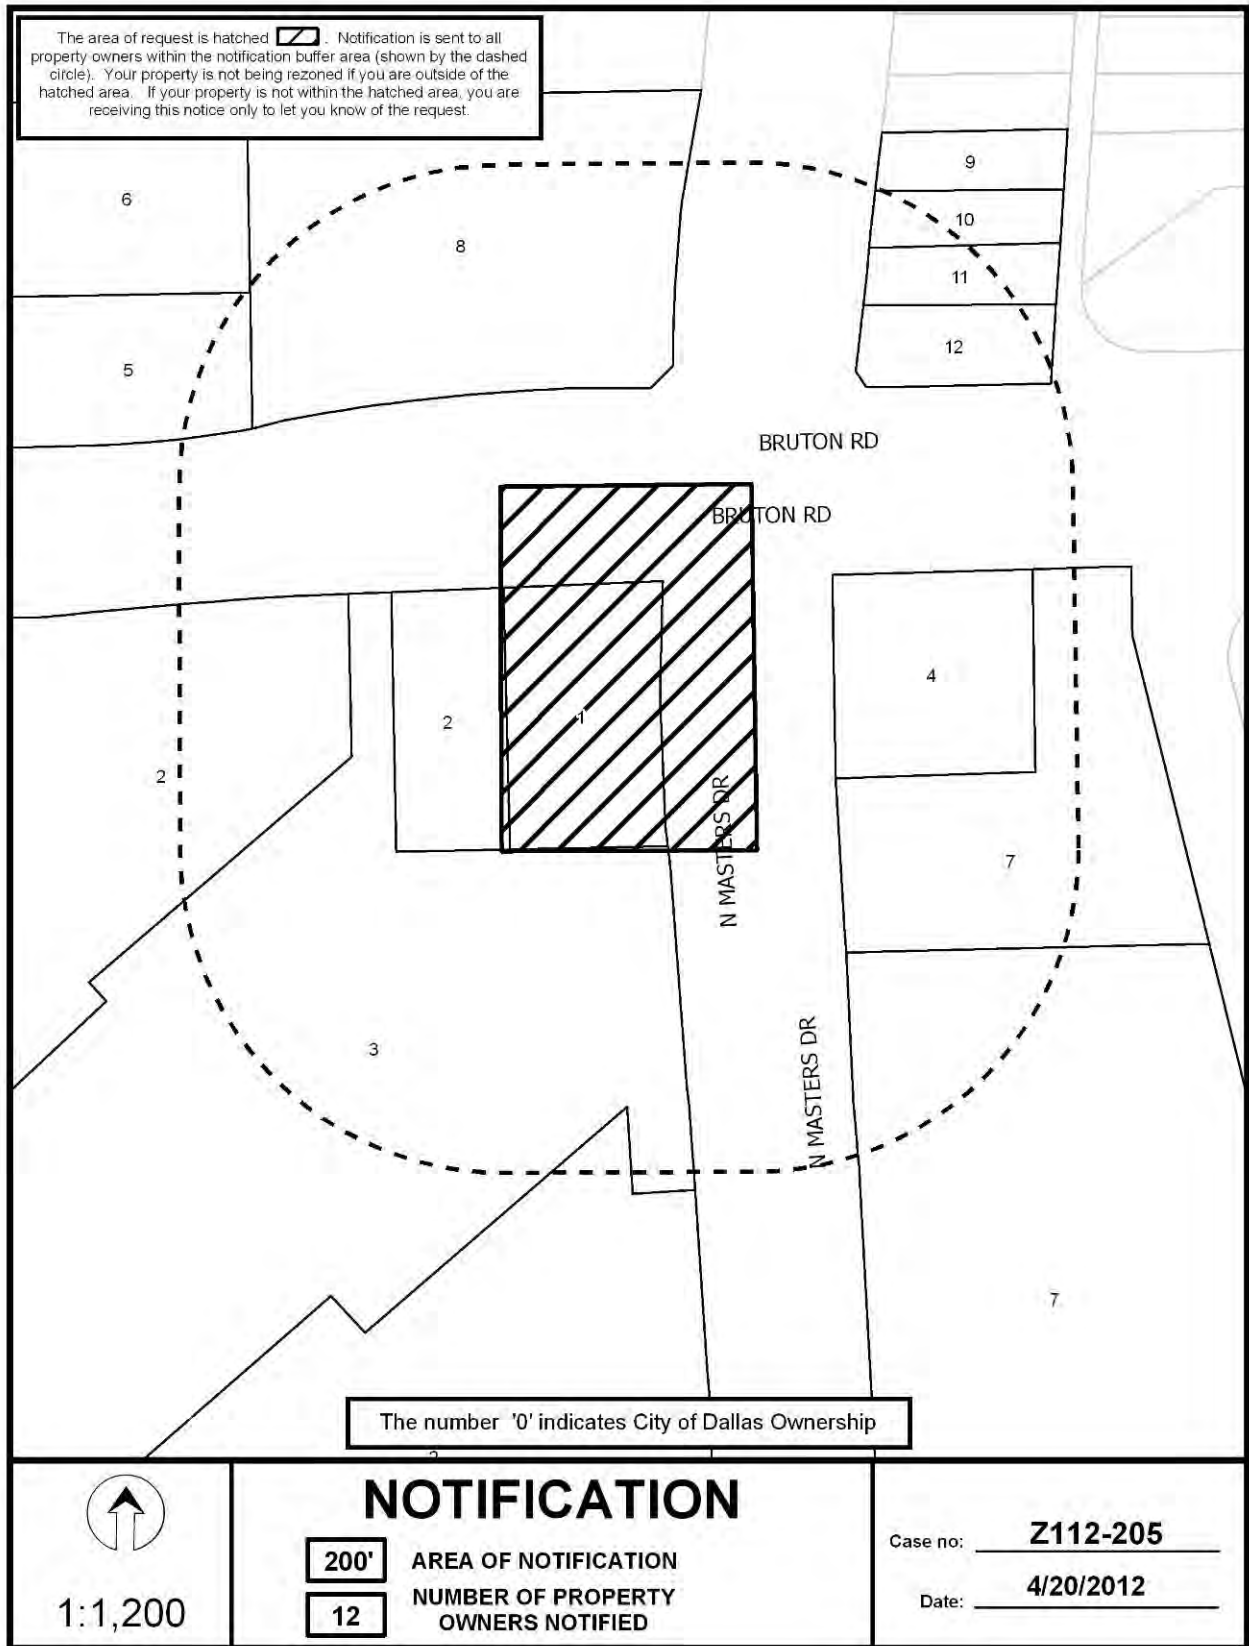 The area of request is hatched . Notification is sent to all
property owners within the notification buffer area (shown by the dashed
circle). Your property is not being rezoned if you are outside of the
hatched area. If your property is not within the hatched area, you are
receiving this notice only to let you know of the request.
6
8
5
9
10
11
12
BRUTON RD
BRUTON RD
2
2
1
4
7
N MASTERS DR
N MASTERS DR
3
7
The number '0' indicates City of Dallas Ownership
1:1,200
NOTIFICATION
200' AREA OF NOTIFICATION
12 NUMBER OF PROPERTY
OWNERS NOTIFIED
Case no: Z112-205
Date: 4/20/2012